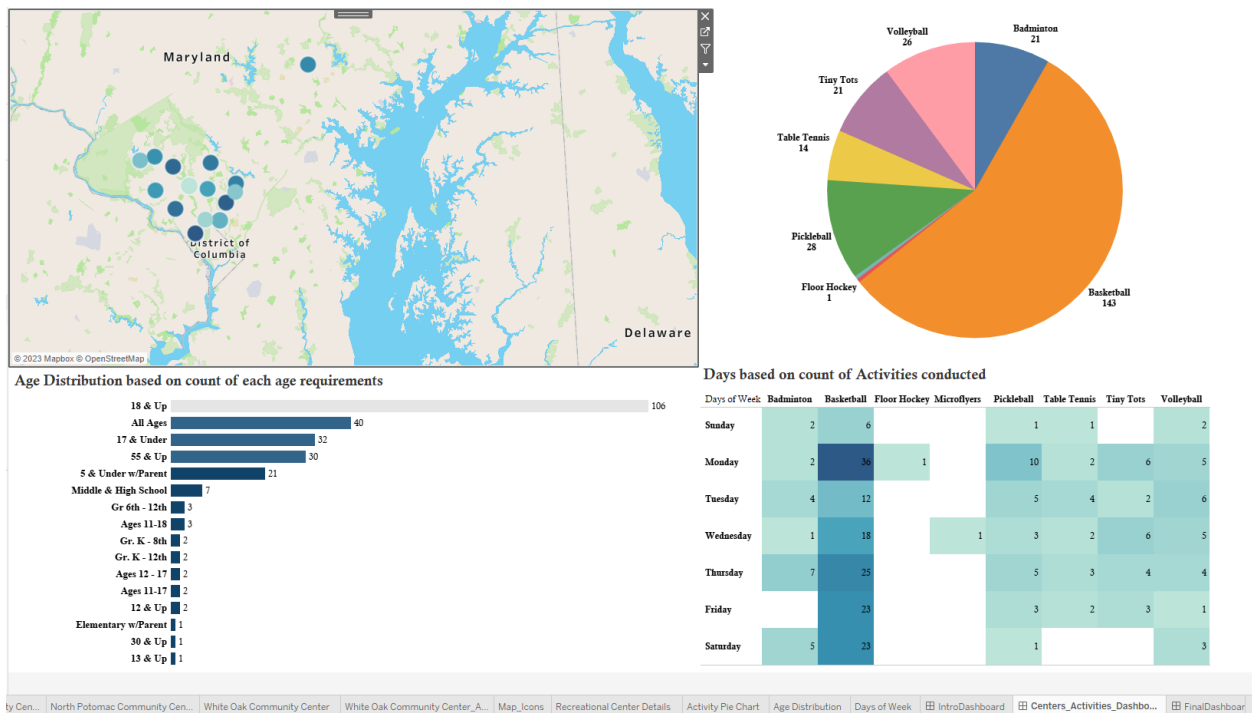 Maryland
District of
Columbia
Delaware
© 2023 Mapbox © OpenStreetMap
Volleyball
26
Badminton
21
Tiny Tots
21
Table Tennis
14
Pickleball
28
Floor Hockey
1
Basketball
143
Age Distribution based on count of each age requirements
18 & Up 106
All Ages 40
17 & Under 32
55 & Up 30
5 & Under w/Parent 21
Middle & High School 7
Gr 6th - 12th 3
Ages 11-18 3
Gr. K - 8th 2
Gr. K - 12th 2
Ages 12 - 17 2
Ages 11-17 2
12 & Up 2
Elementary w/Parent 1
30 & Up 1
13 & Up 1
Days based on count of Activities conducted
Days of Week Badminton Basketball Floor Hockey Microflyers Pickleball Table Tennis Tiny Tots Volleyball
Sunday 2 6 1 1 2
Monday 2 36 1 10 2 6 5
Tuesday 4 12 5 4 2 6
Wednesday 1 18 1 3 2 6 5
Thursday 7 25 5 3 4 4
Friday 23 3 2 3 1
Saturday 5 23 1 3
ty Cen... North Potomac Community Cen... White Oak Community Center White Oak Community Center_A... Map_Icons Recreational Center Details Activity Pie Chart Age Distribution Days of Week IntroDashboard Centers_Activities_Dashbo... FinalDashboar